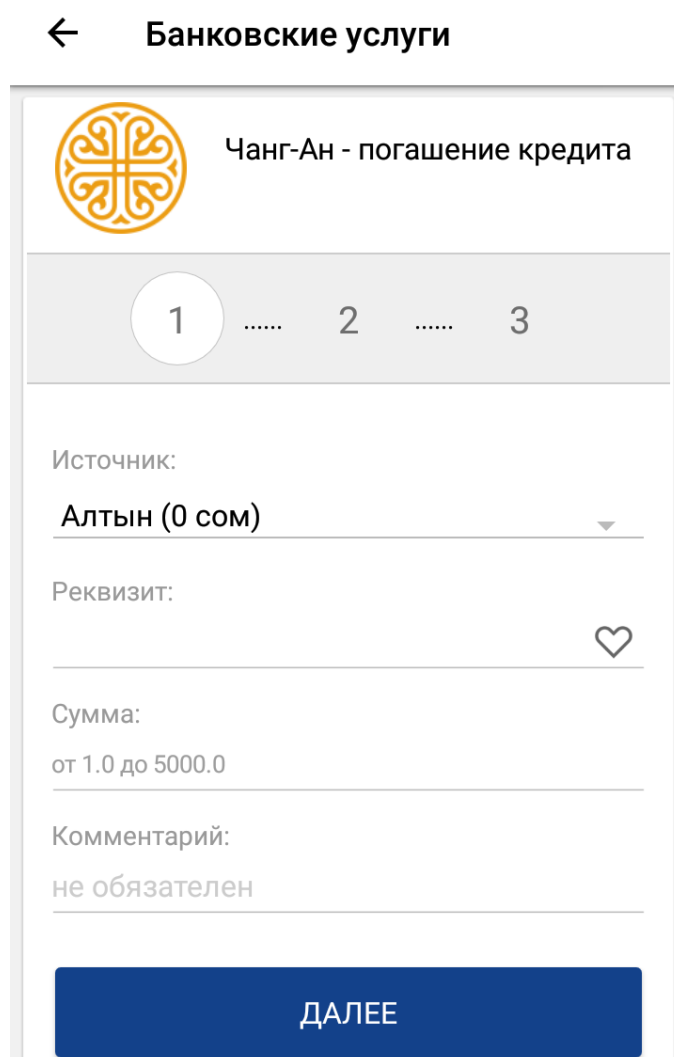 Банковские услуги
Чанг-Ан - погашение кредита
1 ...... 2 ...... 3
Источник:
Алтын (0 сом)
Реквизит:
Сумма:
от 1.0 до 5000.0
Комментарий:
не обязателен
ДАЛЕЕ